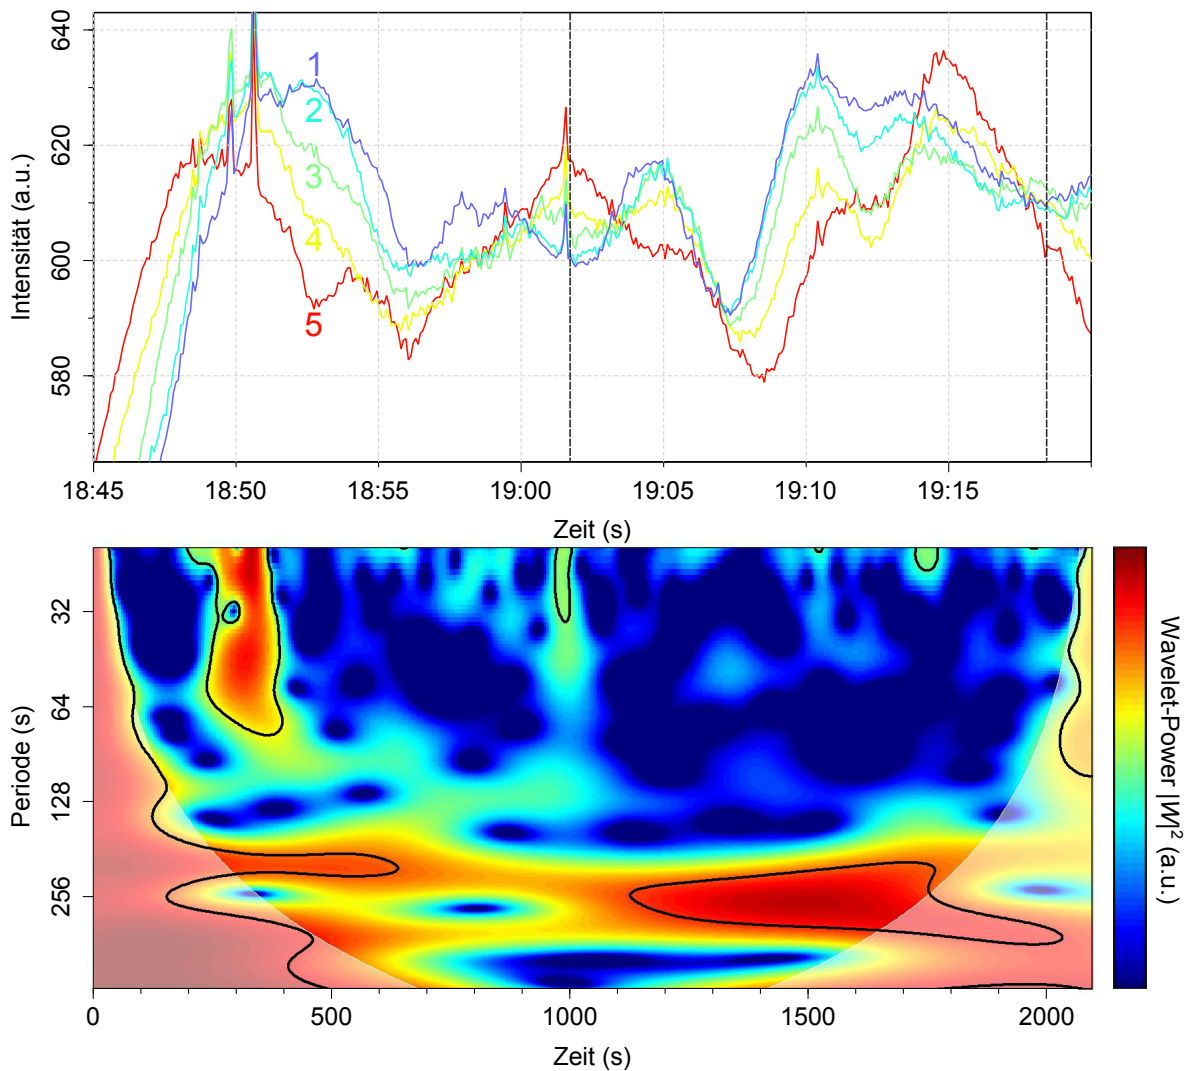 640
620
600
580
Intensität (a.u.)
1
2
3
4
5
18:45 18:50 18:55 19:00 19:05 19:10 19:15
Zeit (s)
32
64
128
256
Periode (s)
0 500 1000 1500 2000
Zeit (s)
Wavelet-Power |W|² (a.u.)